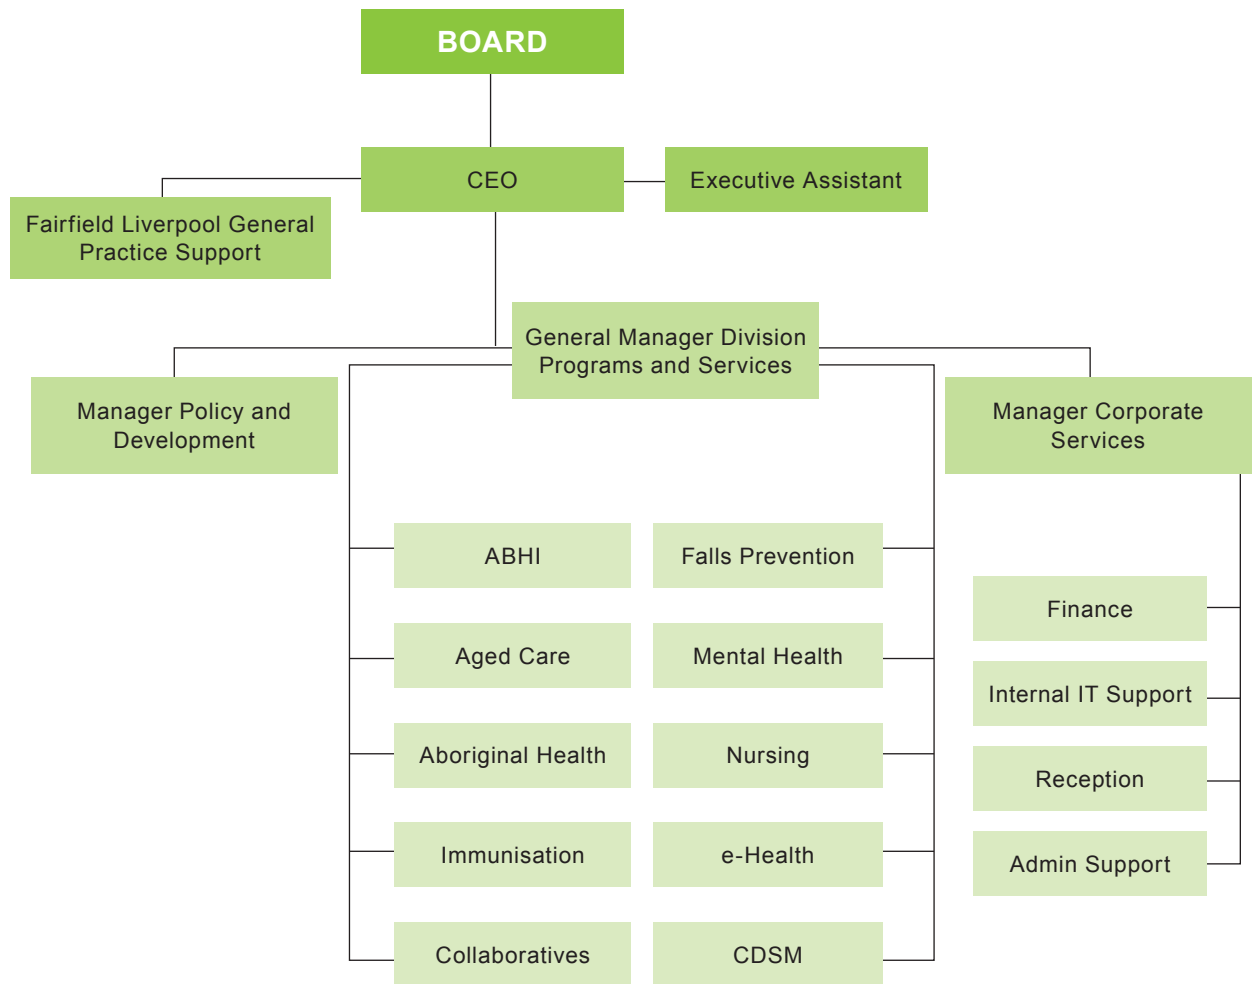 BOARD
CEO
Executive Assistant
Fairfield Liverpool General
Practice Support
General Manager Division
Programs and Services
Manager Policy and
Development
Manager Corporate
Services
ABHI
Falls Prevention
Aged Care
Mental Health
Aboriginal Health
Nursing
Immunisation
e-Health
Collaboratives
CDSM
Finance
Internal IT Support
Reception
Admin Support